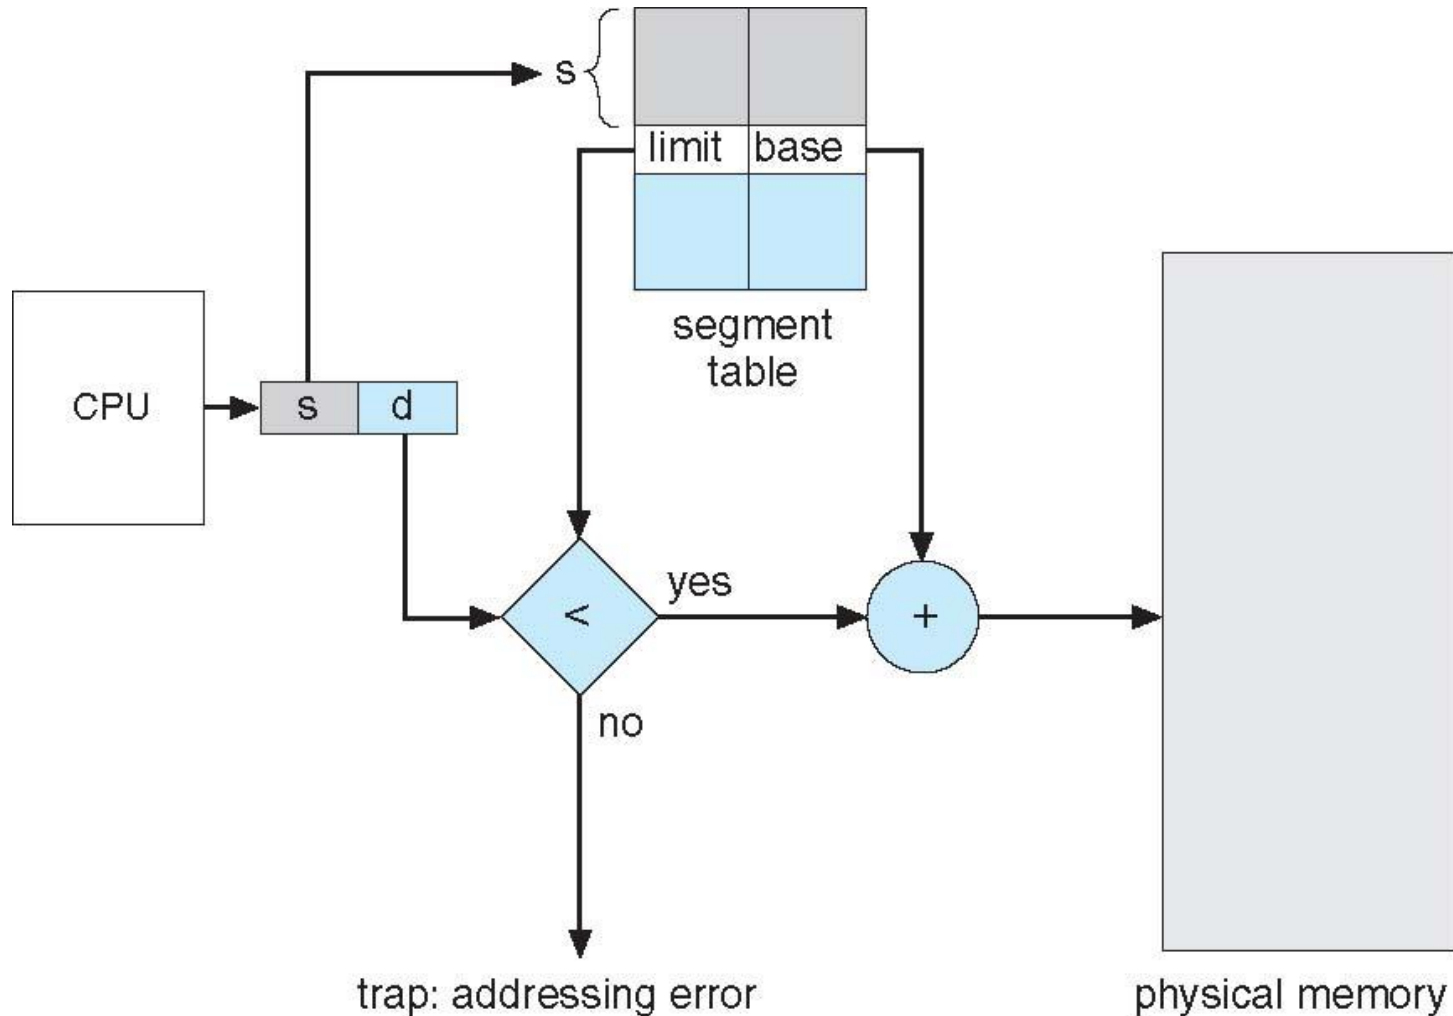 s
limit base
segment
table
CPU
s d
<
yes
+
no
trap: addressing error
physical memory